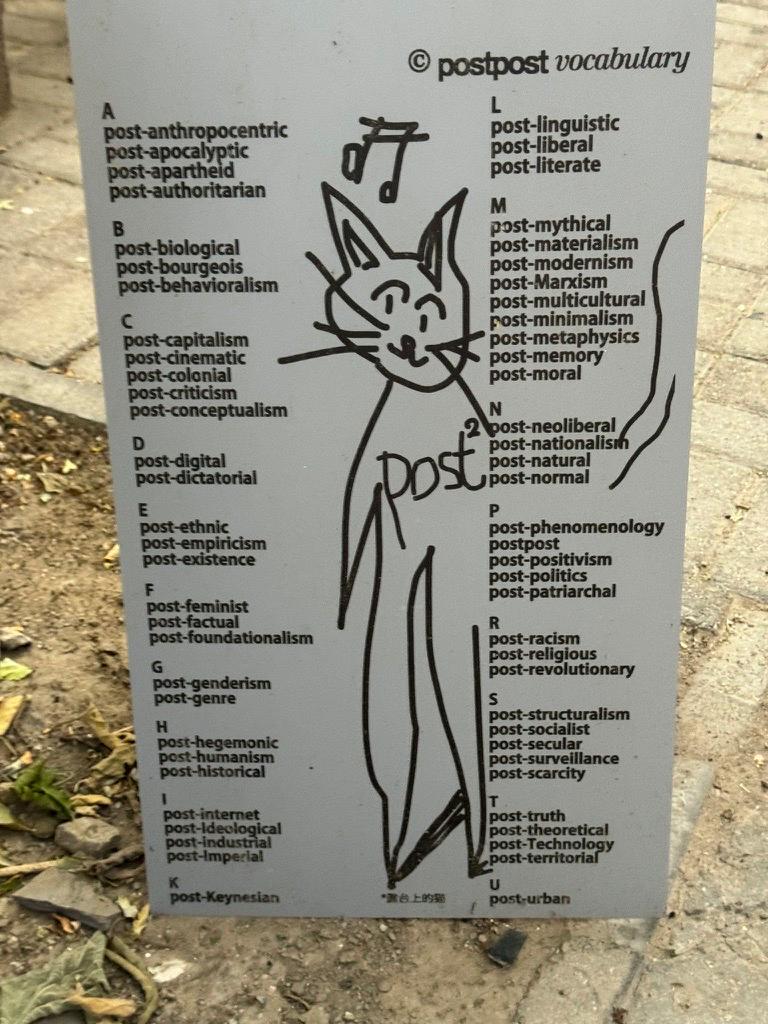 © postpost vocabulary
A
post-anthropocentric
post-apocalyptic
post-apartheid
post-authoritarian
B
post-biological
post-bourgeois
post-behavioralism
C
post-capitalism
post-cinematic
post-colonial
post-criticism
post-conceptualism
D
post-digital
post-dictatorial
E
post-ethnic
post-empiricism
post-existence
F
post-feminist
post-factual
post-foundationalism
G
post-genderism
post-genre
H
post-hegemonic
post-humanism
post-historical
I
post-internet
post-Ideological
post-industrial
post-Imperial
K
post-Keynesian
post²
*露台上的猫
L
post-linguistic
post-liberal
post-literate
M
post-mythical
post-materialism
post-modernism
post-Marxism
post-multicultural
post-minimalism
post-metaphysics
post-memory
post-moral
N
post-neoliberal
post-nationalism
post-natural
post-normal
P
post-phenomenology
postpost
post-positivism
post-politics
post-patriarchal
R
post-racism
post-religious
post-revolutionary
S
post-structuralism
post-socialist
post-secular
post-surveillance
post-scarcity
T
post-truth
post-theoretical
post-Technology
post-territorial
U
post-urban